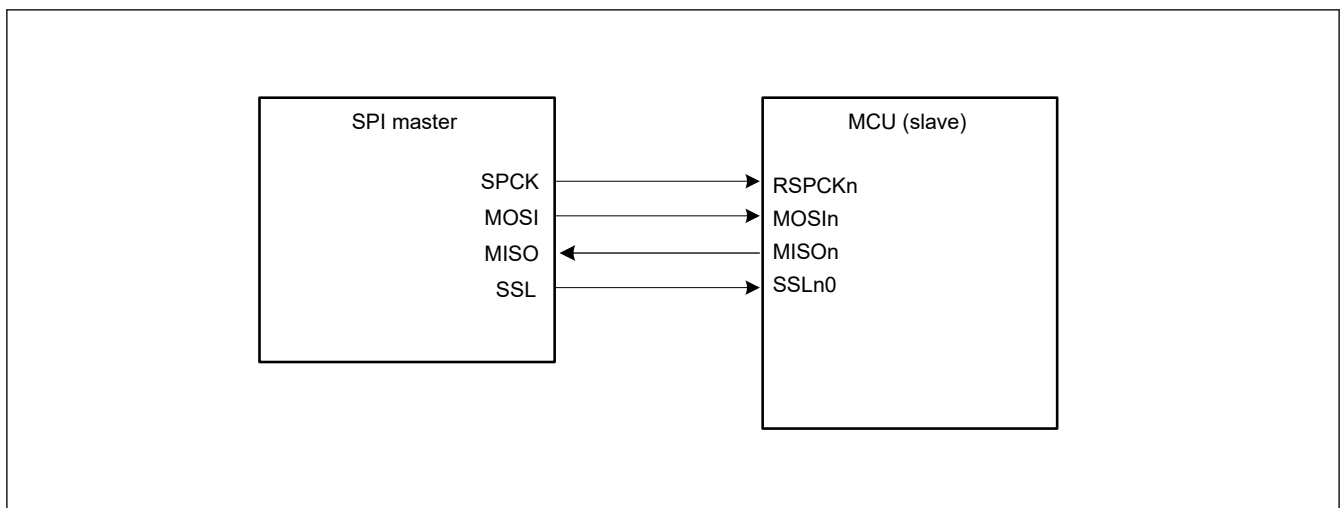 SPI master
SPCK
MOSI
MISO
SSL
MCU (slave)
RSPCKn
MOSIn
MISOn
SSLn0